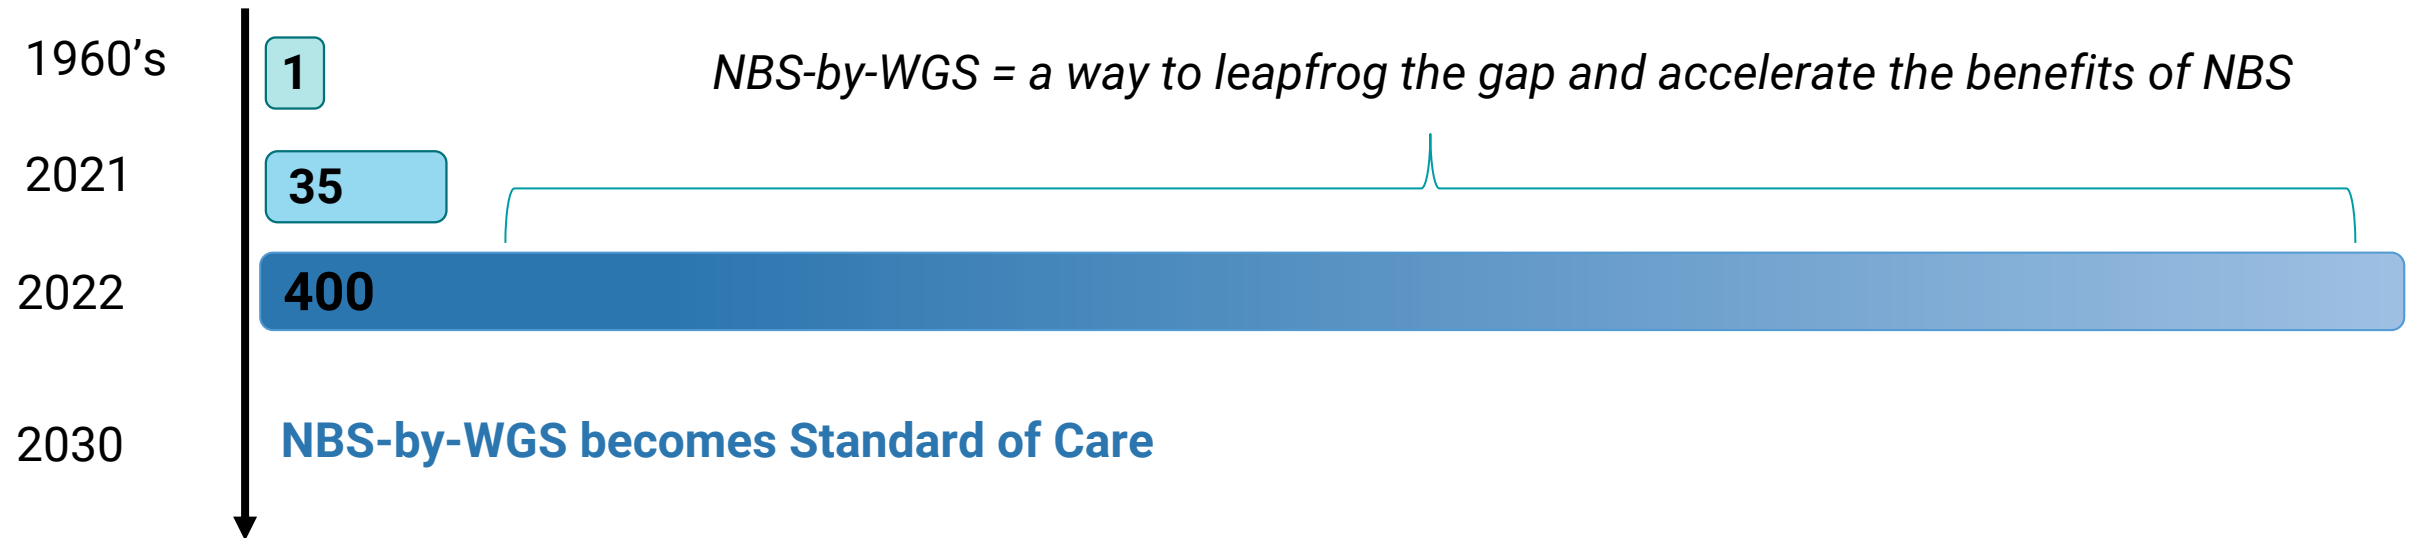 1960’s
1
NBS-by-WGS = a way to leapfrog the gap and accelerate the benefits of NBS
2021
35
2022
400
2030
NBS-by-WGS becomes Standard of Care